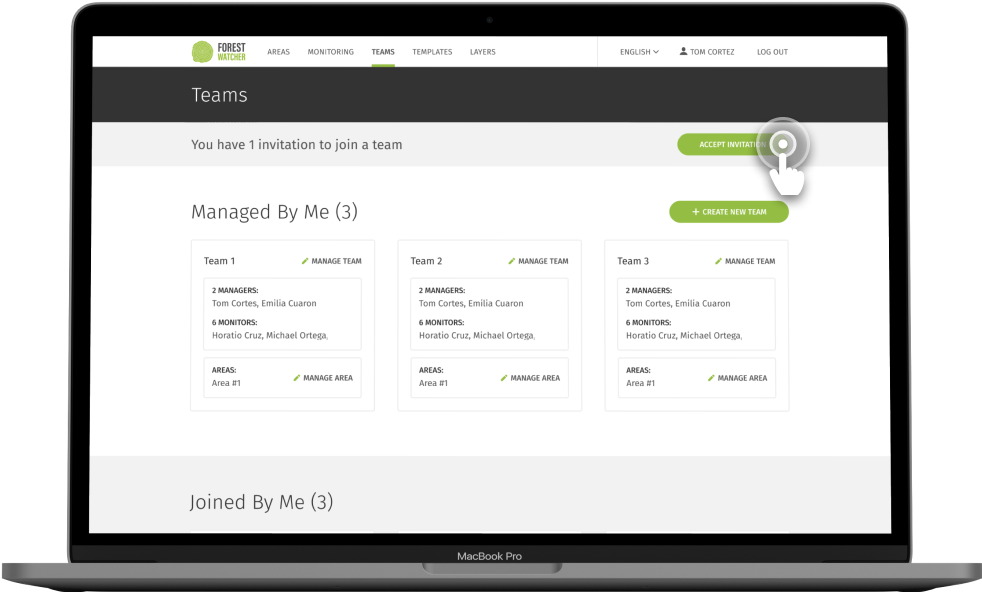 FOREST
WATCHER
AREAS MONITORING TEAMS TEMPLATES LAYERS ENGLISH TOM CORTEZ LOG OUT
Teams
You have 1 invitation to join a team ACCEPT INVITATION
Managed By Me (3) + CREATE NEW TEAM
Team 1 MANAGE TEAM
2 MANAGERS:
Tom Cortes, Emilia Cuaron
6 MONITORS:
Horatio Cruz, Michael Ortega,
AREAS:
Area #1 MANAGE AREA
Team 2 MANAGE TEAM
2 MANAGERS:
Tom Cortes, Emilia Cuaron
6 MONITORS:
Horatio Cruz, Michael Ortega,
AREAS:
Area #1 MANAGE AREA
Team 3 MANAGE TEAM
2 MANAGERS:
Tom Cortes, Emilia Cuaron
6 MONITORS:
Horatio Cruz, Michael Ortega,
AREAS:
Area #1 MANAGE AREA
Joined By Me (3)
MacBook Pro